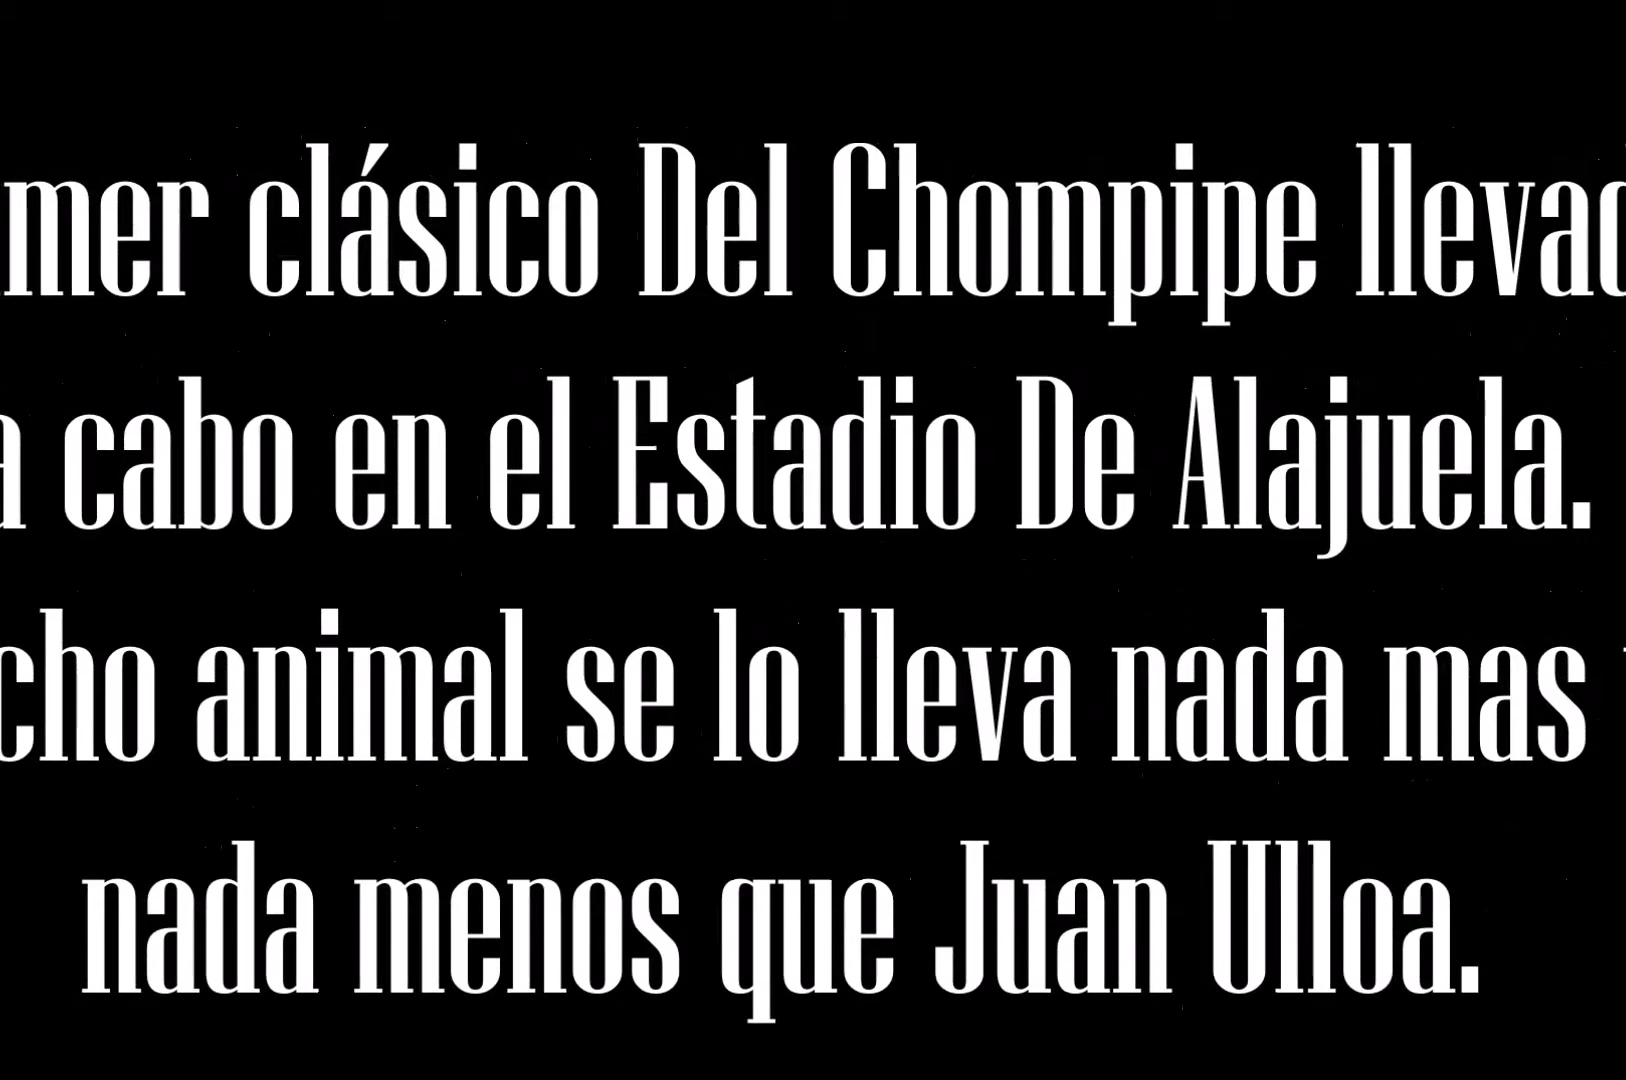 mer clásico Del Chompipe llevad
a cabo en el Estadio De Alajuela.
cho animal se lo lleva nada mas
nada menos que Juan Ulloa.